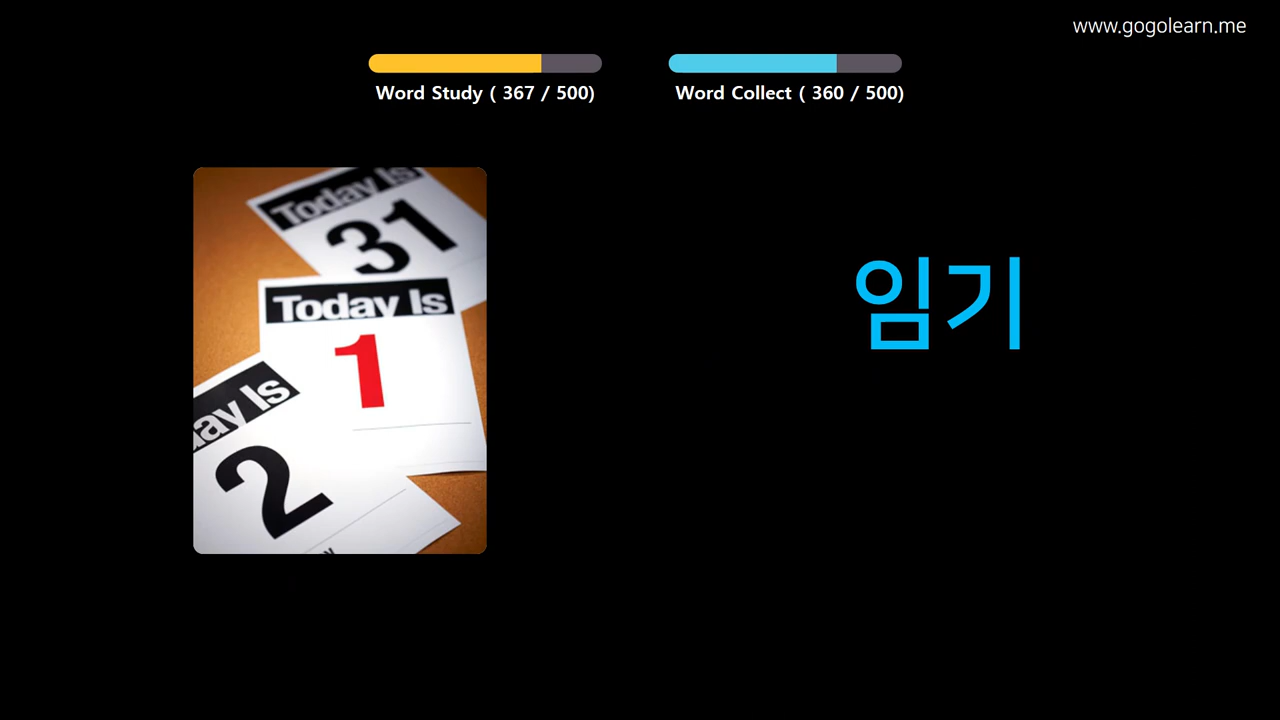 www.gogolearn.me
Word Study ( 367 / 500)
Word Collect ( 360 / 500)
Today Is
31
Today Is
1
ay Is
2
임기